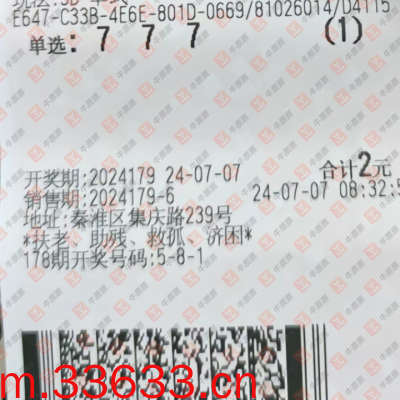 E647-C33B-4E6E-801D-0669/81026014/D4115
单选: 7 7 7 (1)
开奖期:2024179 24-07-07 合计2元
销售期:2024179-6 24-07-07 08:32:5
地址:秦淮区集庆路239号
*扶老、助残、救孤、济困*
178期开奖号码:5-8-1
m.33633.cn